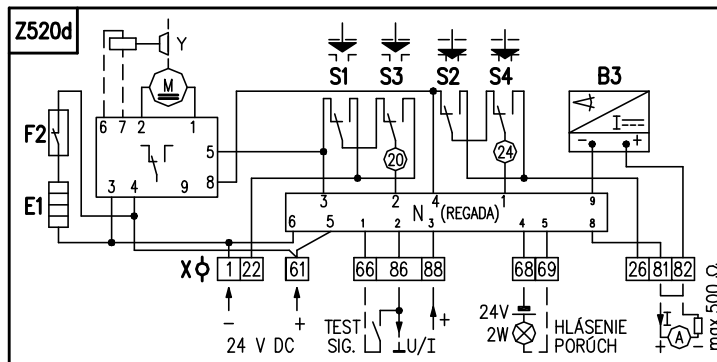 Z520d
Y
S1 S3 S2 S4 B3
M
F2
6 7 2 1
I
- +
5
20 24
8
3 4 9
E1
3 2 4 1 9
N (REGADA)
6 5 1 2 3 4 5 8
X 1 22 61 66 86 88 68 69 26 81 82
- + TEST SIG. U/I + 24V 2W HLÁSENIE PORÚCH I + A - max.500 Ω
24 V DC